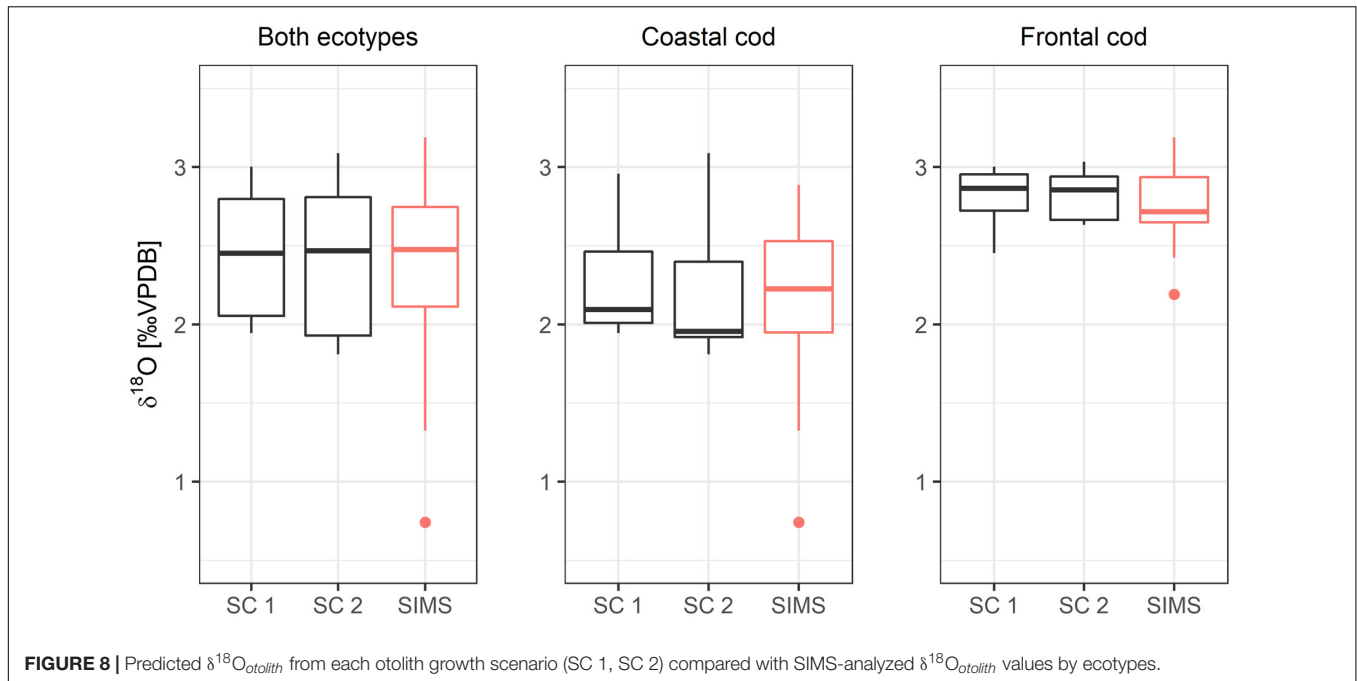 Both ecotypes
Coastal cod
Frontal cod
δ¹⁸O [‰VPDB]
3
2
1
3
2
1
3
2
1
SC 1 SC 2 SIMS
SC 1 SC 2 SIMS
SC 1 SC 2 SIMS
FIGURE 8 | Predicted δ¹⁸Ootolith from each otolith growth scenario (SC 1, SC 2) compared with SIMS-analyzed δ¹⁸Ootolith values by ecotypes.